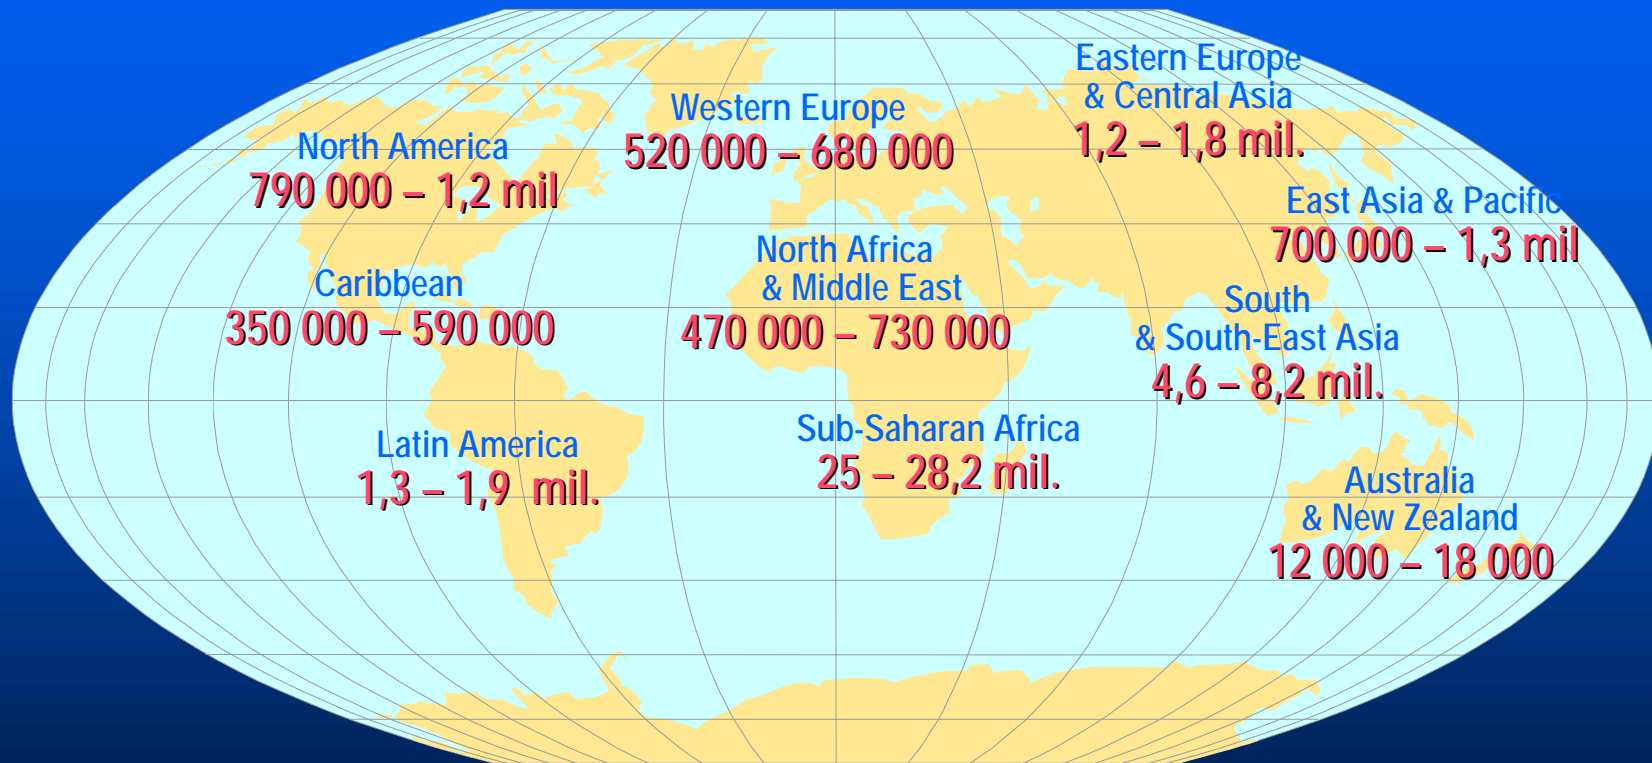 Eastern Europe
& Central Asia
1,2 – 1,8 mil.
Western Europe
520 000 – 680 000
North America
790 000 – 1,2 mil
East Asia & Pacific
700 000 – 1,3 mil
North Africa
& Middle East
470 000 – 730 000
Caribbean
350 000 – 590 000
South
& South-East Asia
4,6 – 8,2 mil.
Sub-Saharan Africa
25 – 28,2 mil.
Latin America
1,3 – 1,9 mil.
Australia
& New Zealand
12 000 – 18 000